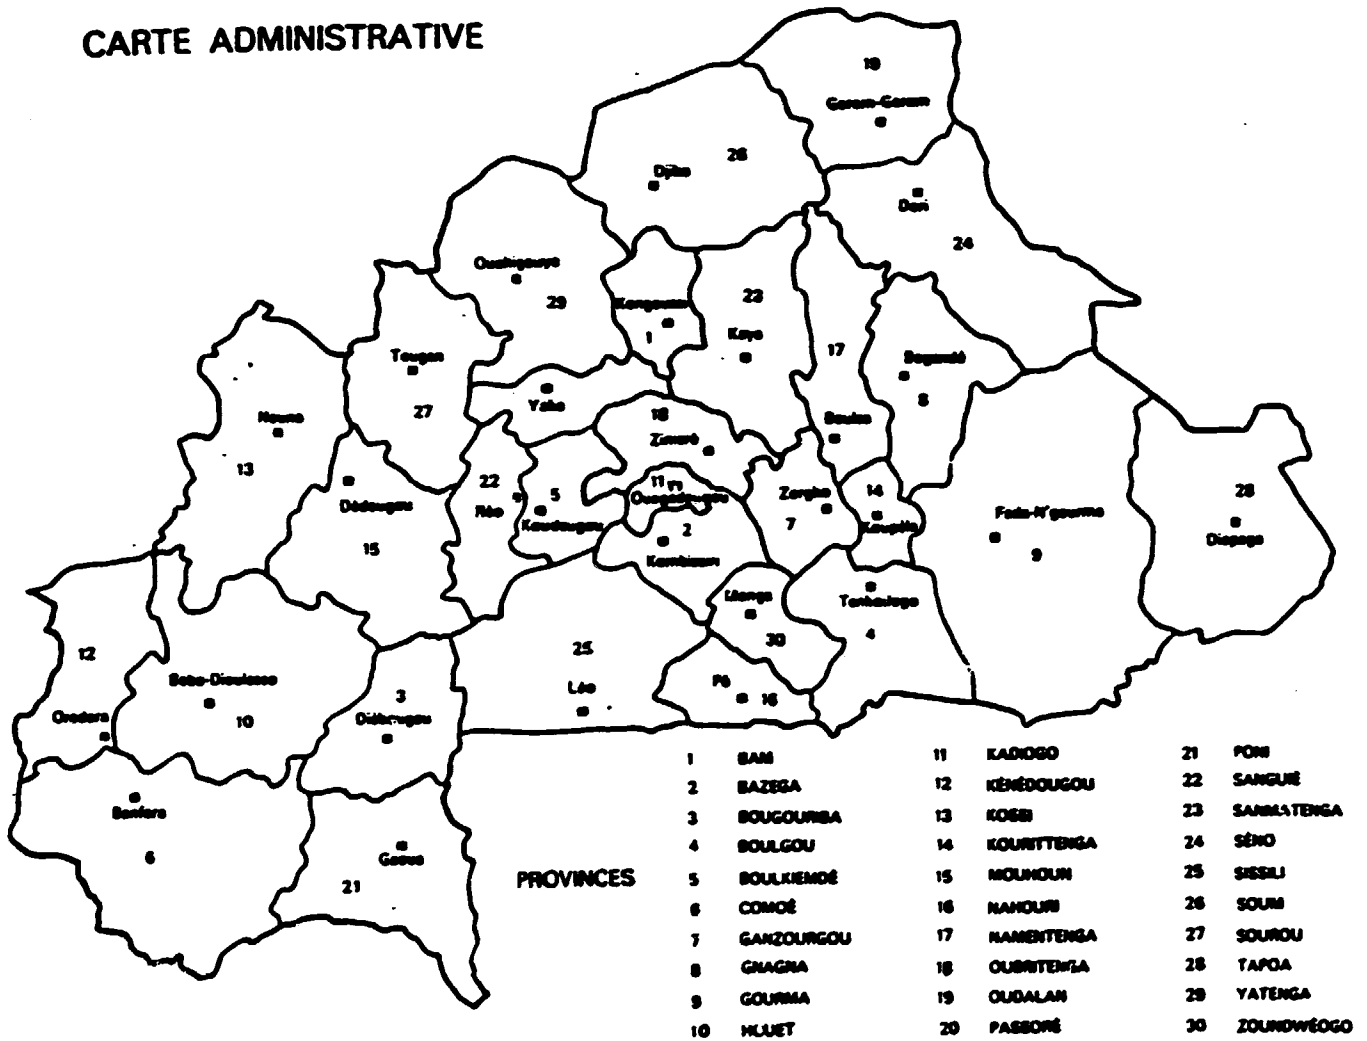 CARTE ADMINISTRATIVE
19
Gorom-Gorom
26
Djibo
Dori
24
Ouahigouya
29
Kongoussi
1
23
Kaya
17
Tougan
27
Bogandé
8
Nouna
13
Yako
18
Ziniaré
Boulsa
Dédougou
15
22
Réo
5
Koudougou
11
Ouagadougou
2
Kombissiri
Zorgho
7
14
Koupéla
Fada-N'gourma
9
28
Diapaga
Manga
30
Tenkodogo
4
12
Orodara
Bobo-Dioulasso
10
3
Diébougou
25
Léo
Pô
16
Banfora
6
Gaoua
21
PROVINCES
1 BAM
2 BAZEGA
3 BOUGOURIBA
4 BOULGOU
5 BOULKIEMDÉ
6 COMOÉ
7 GANZOURGOU
8 GNAGNA
9 GOURMA
10 HOUET
11 KADIOGO
12 KÉNÉDOUGOU
13 KOSSI
14 KOURITTENGA
15 MOUHOUN
16 NAHOURI
17 NAMENTENGA
18 OUBRITENGA
19 OUDALAN
20 PASSORÉ
21 PONI
22 SANGUIÉ
23 SANMATENGA
24 SÉNO
25 SISSILI
26 SOUM
27 SOUROU
28 TAPOA
29 YATENGA
30 ZOUNDWÉOGO